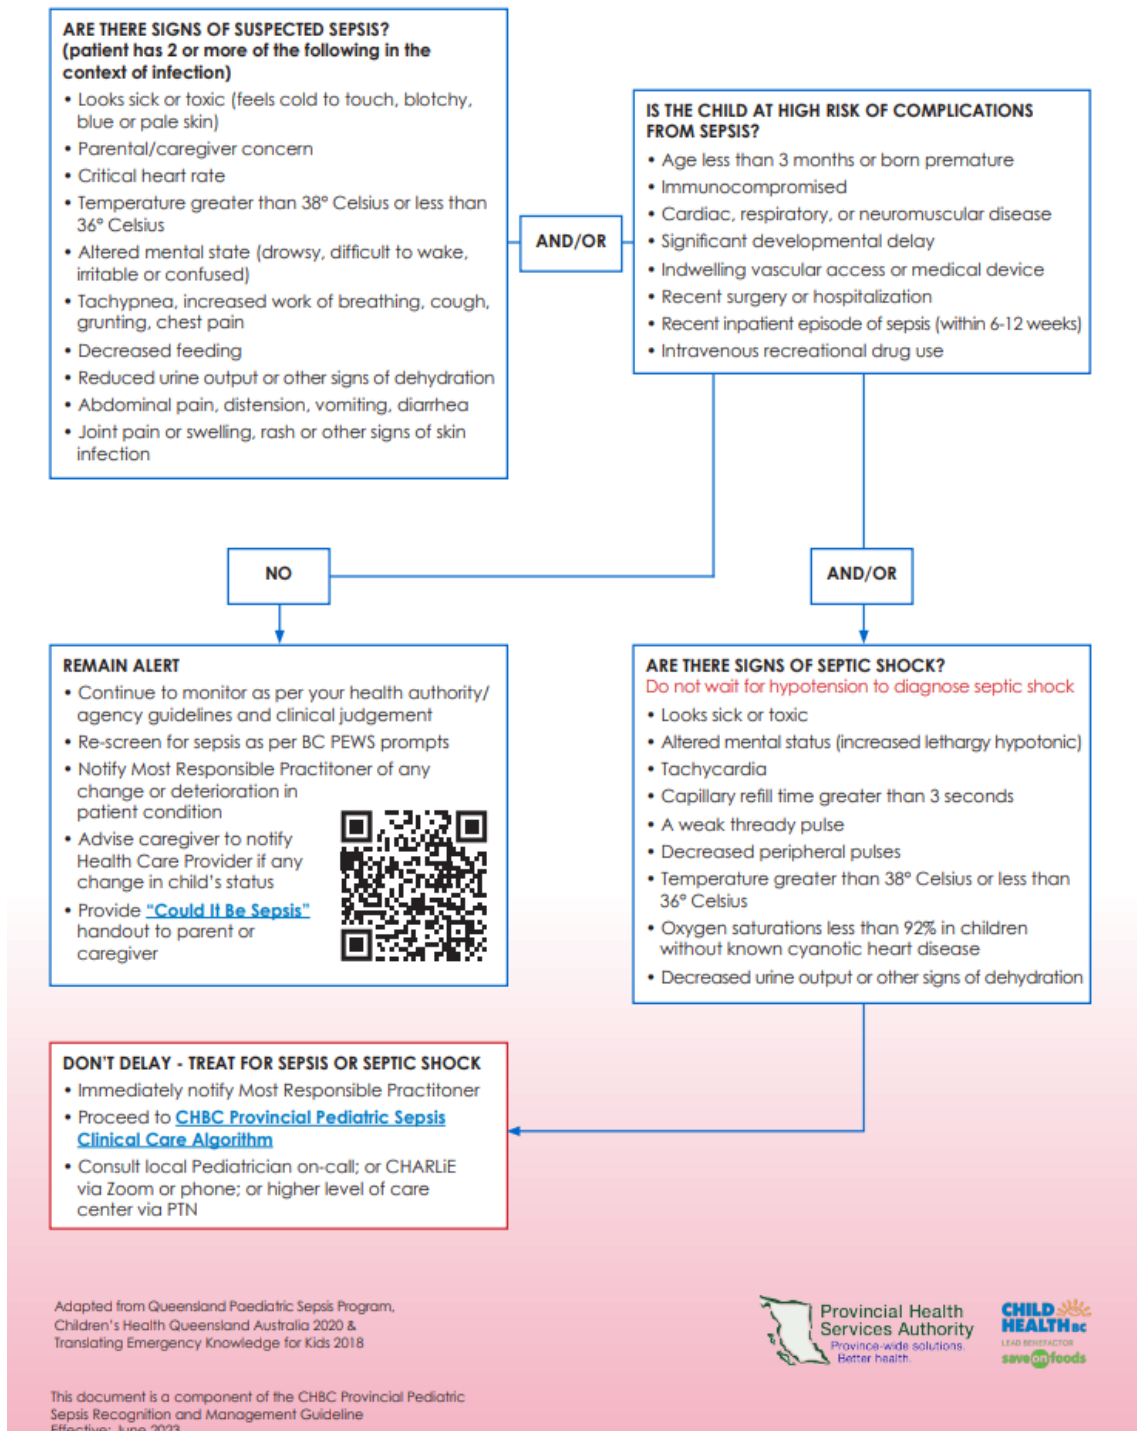 ARE THERE SIGNS OF SUSPECTED SEPSIS?
(patient has 2 or more of the following in the
context of infection)
• Looks sick or toxic (feels cold to touch, blotchy,
blue or pale skin)
• Parental/caregiver concern
• Critical heart rate
• Temperature greater than 38° Celsius or less than
36° Celsius
• Altered mental state (drowsy, difficult to wake,
irritable or confused)
• Tachypnea, increased work of breathing, cough,
grunting, chest pain
• Decreased feeding
• Reduced urine output or other signs of dehydration
• Abdominal pain, distension, vomiting, diarrhea
• Joint pain or swelling, rash or other signs of skin
infection
AND/OR
IS THE CHILD AT HIGH RISK OF COMPLICATIONS
FROM SEPSIS?
• Age less than 3 months or born premature
• Immunocompromised
• Cardiac, respiratory, or neuromuscular disease
• Significant developmental delay
• Indwelling vascular access or medical device
• Recent surgery or hospitalization
• Recent inpatient episode of sepsis (within 6-12 weeks)
• Intravenous recreational drug use
NO
AND/OR
REMAIN ALERT
• Continue to monitor as per your health authority/
agency guidelines and clinical judgement
• Re-screen for sepsis as per BC PEWS prompts
• Notify Most Responsible Practitoner of any
change or deterioration in
patient condition
• Advise caregiver to notify
Health Care Provider if any
change in child's status
• Provide "Could It Be Sepsis"
handout to parent or
caregiver
ARE THERE SIGNS OF SEPTIC SHOCK?
Do not wait for hypotension to diagnose septic shock
• Looks sick or toxic
• Altered mental status (increased lethargy hypotonic)
• Tachycardia
• Capillary refill time greater than 3 seconds
• A weak thready pulse
• Decreased peripheral pulses
• Temperature greater than 38° Celsius or less than
36° Celsius
• Oxygen saturations less than 92% in children
without known cyanotic heart disease
• Decreased urine output or other signs of dehydration
DON'T DELAY - TREAT FOR SEPSIS OR SEPTIC SHOCK
• Immediately notify Most Responsible Practitoner
• Proceed to CHBC Provincial Pediatric Sepsis
Clinical Care Algorithm
• Consult local Pediatrician on-call; or CHARLiE
via Zoom or phone; or higher level of care
center via PTN
Adapted from Queensland Paediatric Sepsis Program,
Children's Health Queensland Australia 2020 &
Translating Emergency Knowledge for Kids 2018
Provincial Health
Services Authority
Province-wide solutions.
Better health.
CHILD
HEALTH BC
LEAD BENEFACTOR
save on foods
This document is a component of the CHBC Provincial Pediatric
Sepsis Recognition and Management Guideline
Effective: June 2023